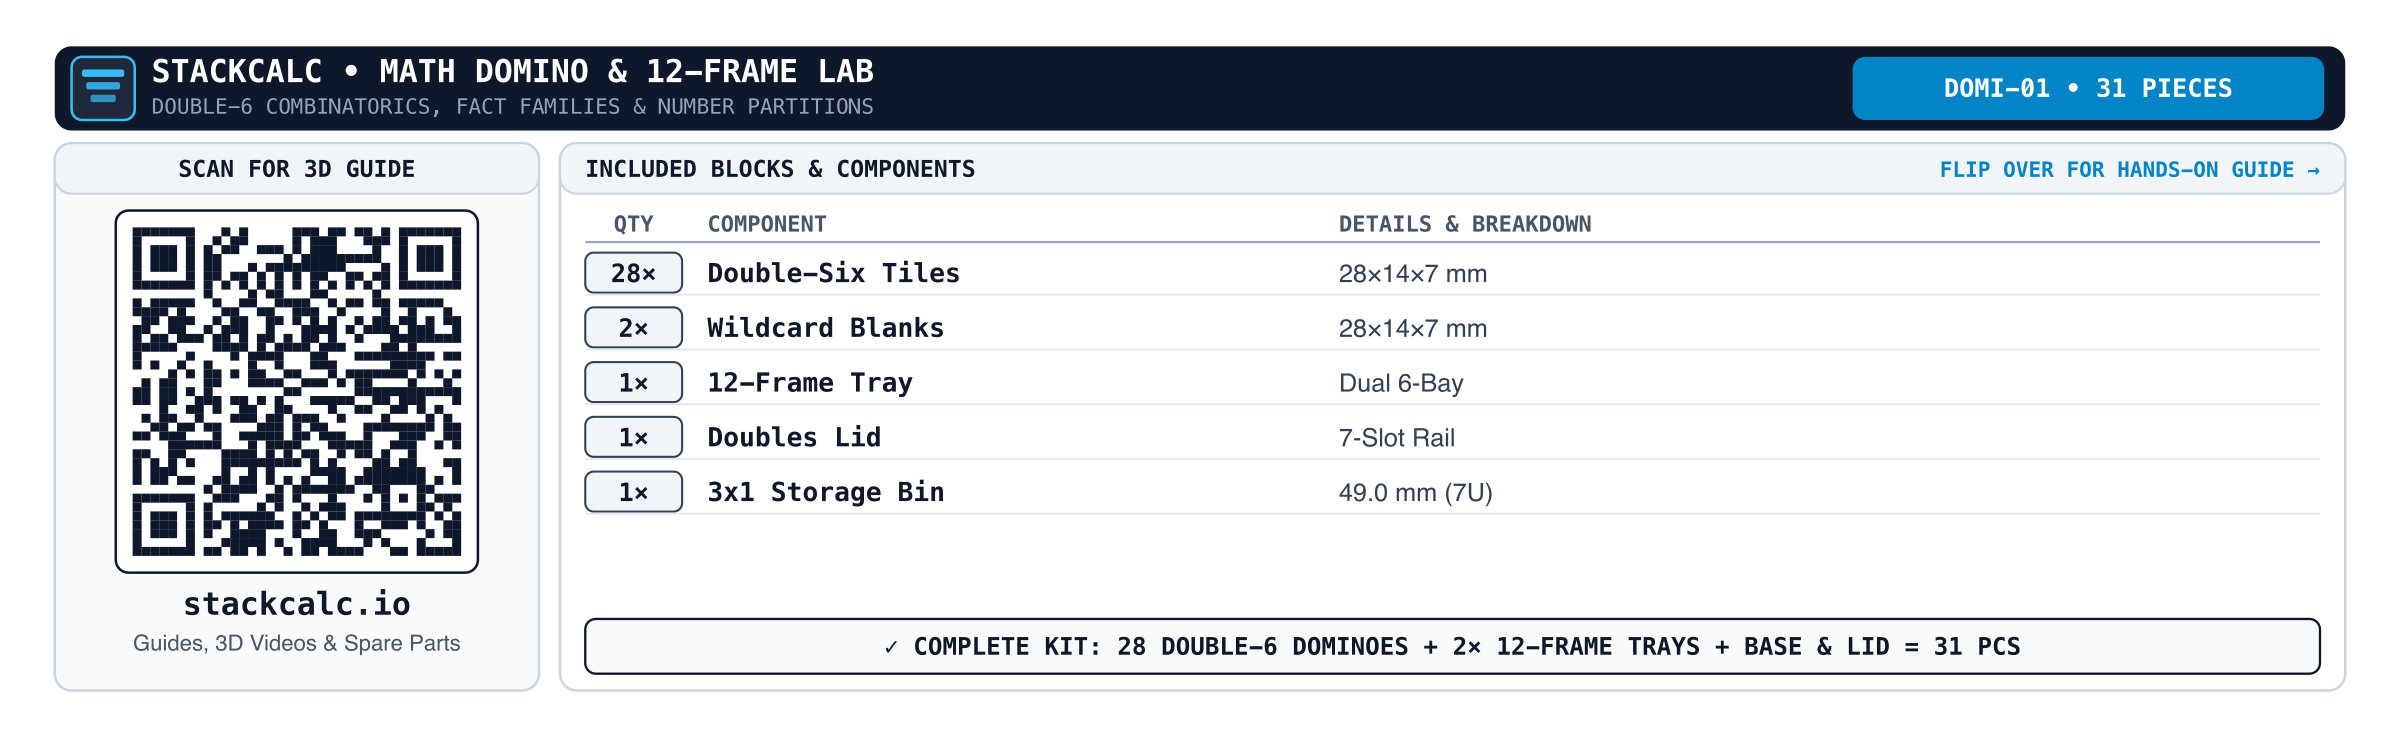 STACKCALC • MATH DOMINO & 12–FRAME LAB
DOUBLE–6 COMBINATORICS, FACT FAMILIES & NUMBER PARTITIONS
DOMI–01 • 31 PIECES
SCAN FOR 3D GUIDE
stackcalc.io
Guides, 3D Videos & Spare Parts
INCLUDED BLOCKS & COMPONENTS
FLIP OVER FOR HANDS–ON GUIDE →
QTY COMPONENT DETAILS & BREAKDOWN
28× Double–Six Tiles 28×14×7 mm
2× Wildcard Blanks 28×14×7 mm
1× 12–Frame Tray Dual 6-Bay
1× Doubles Lid 7-Slot Rail
1× 3x1 Storage Bin 49.0 mm (7U)
✓ COMPLETE KIT: 28 DOUBLE–6 DOMINOES + 2× 12–FRAME TRAYS + BASE & LID = 31 PCS